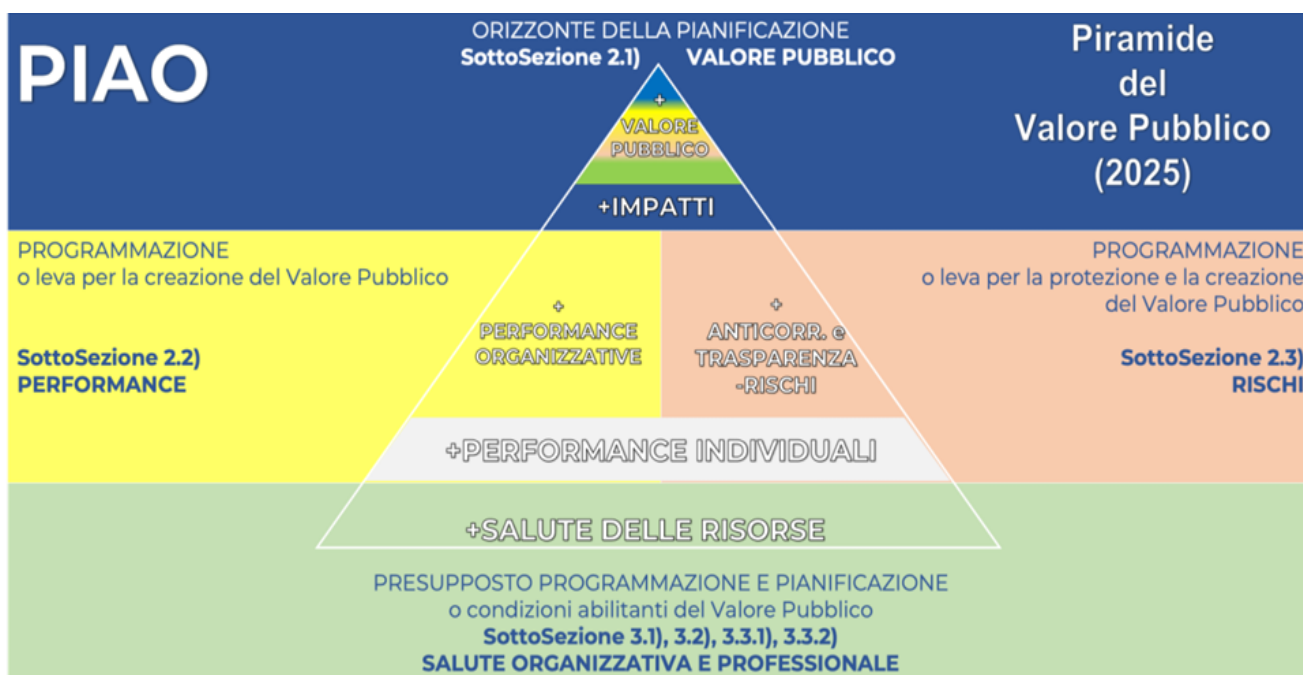 PIAO
ORIZZONTE DELLA PIANIFICAZIONE
SottoSezione 2.1) VALORE PUBBLICO
Piramide
del
Valore Pubblico
(2025)
+
VALORE
PUBBLICO
+IMPATTI
PROGRAMMAZIONE
o leva per la creazione del Valore Pubblico
SottoSezione 2.2)
PERFORMANCE
+
PERFORMANCE
ORGANIZZATIVE
+
ANTICORR. e
TRASPARENZA
-RISCHI
PROGRAMMAZIONE
o leva per la protezione e la creazione
del Valore Pubblico
SottoSezione 2.3)
RISCHI
+PERFORMANCE INDIVIDUALI
+SALUTE DELLE RISORSE
PRESUPPOSTO PROGRAMMAZIONE E PIANIFICAZIONE
o condizioni abilitanti del Valore Pubblico
SottoSezione 3.1), 3.2), 3.3.1), 3.3.2)
SALUTE ORGANIZZATIVA E PROFESSIONALE